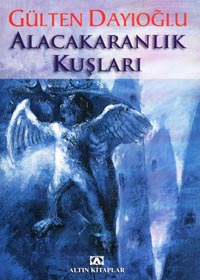 GÜLTEN DAYIOĞLU
ALACAKARANLIK
KUŞLARI
ALTIN KİTAPLAR